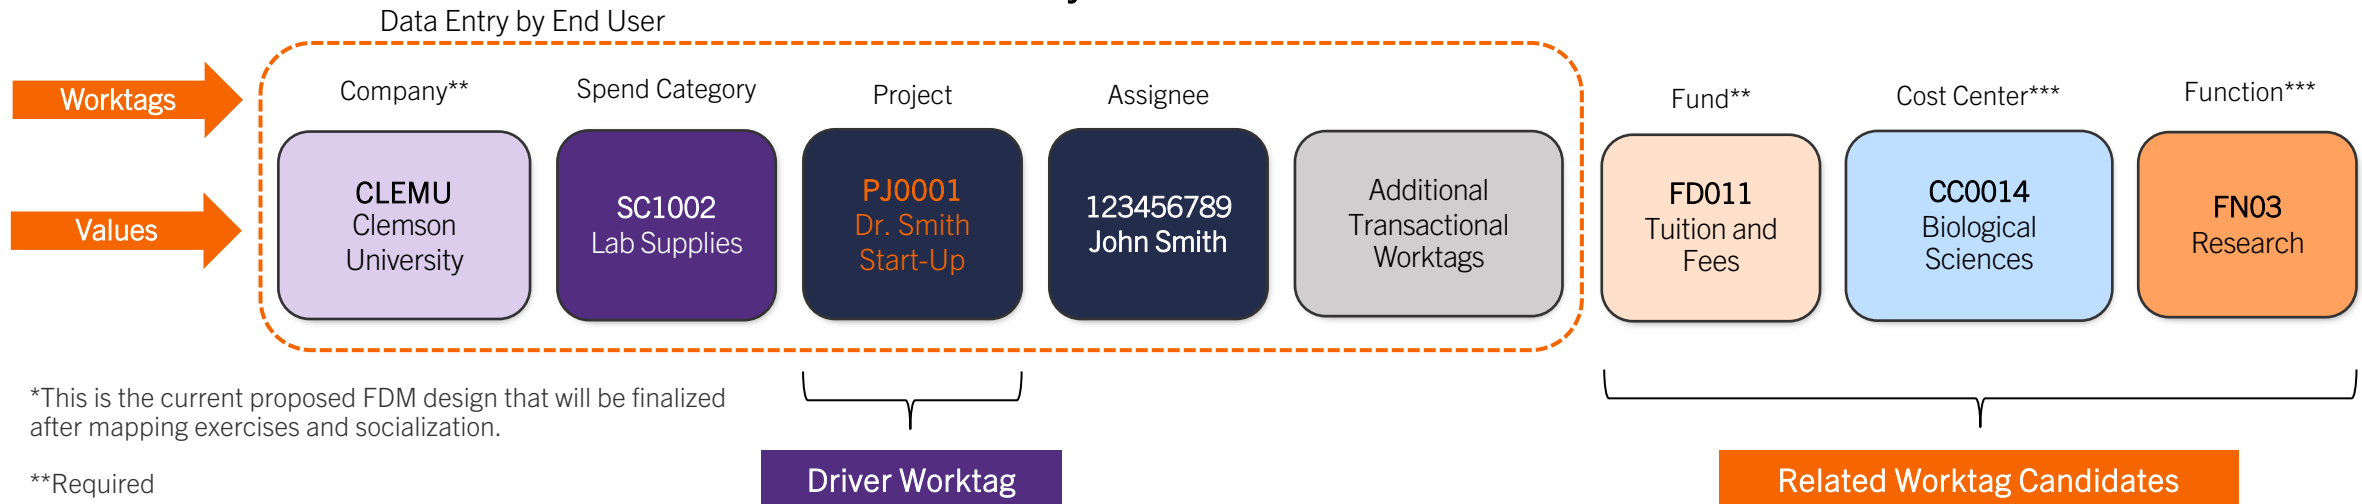 Data Entry by End User
Worktags
Company**
Spend Category
Project
Assignee
Fund**
Cost Center***
Function***
Values
CLEMU
Clemson
University
SC1002
Lab Supplies
PJ0001
Dr. Smith
Start-Up
123456789
John Smith
Additional
Transactional
Worktags
FD011
Tuition and
Fees
CC0014
Biological
Sciences
FN03
Research
*This is the current proposed FDM design that will be finalized
after mapping exercises and socialization.
**Required
Driver Worktag
Related Worktag Candidates